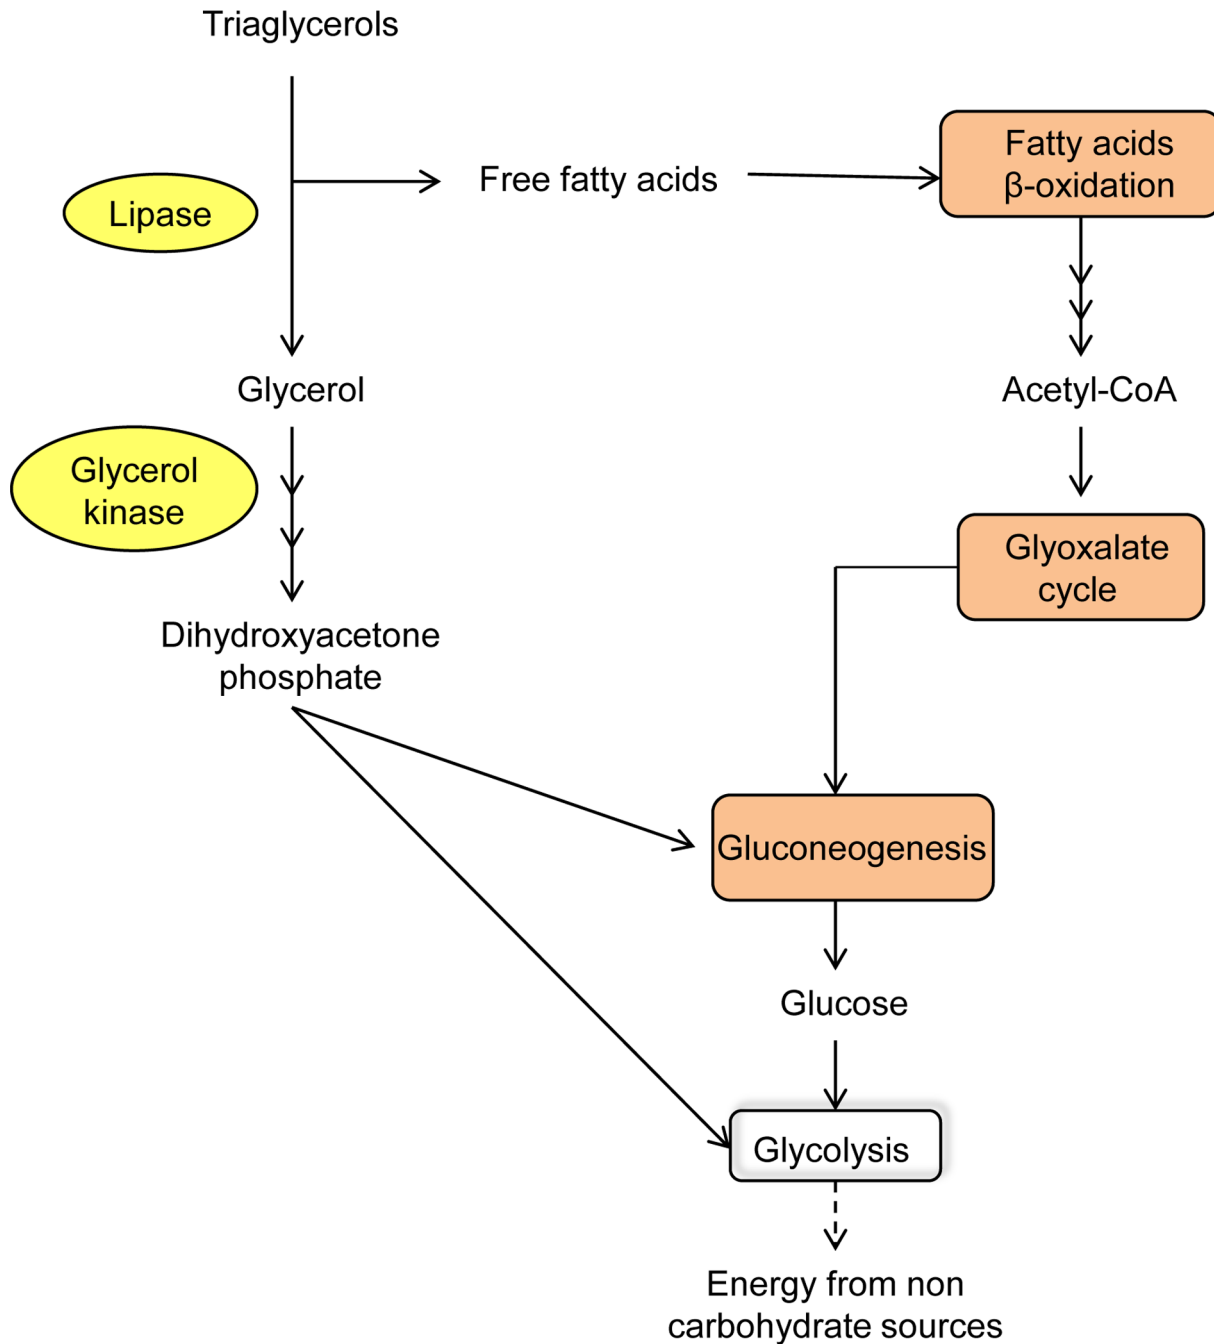 Triaglycerols
Free fatty acids
Fatty acids
β-oxidation
Lipase
Glycerol
Acetyl-CoA
Glycerol
kinase
Glyoxalate
cycle
Dihydroxyacetone
phosphate
Gluconeogenesis
Glucose
Glycolysis
Energy from non
carbohydrate sources